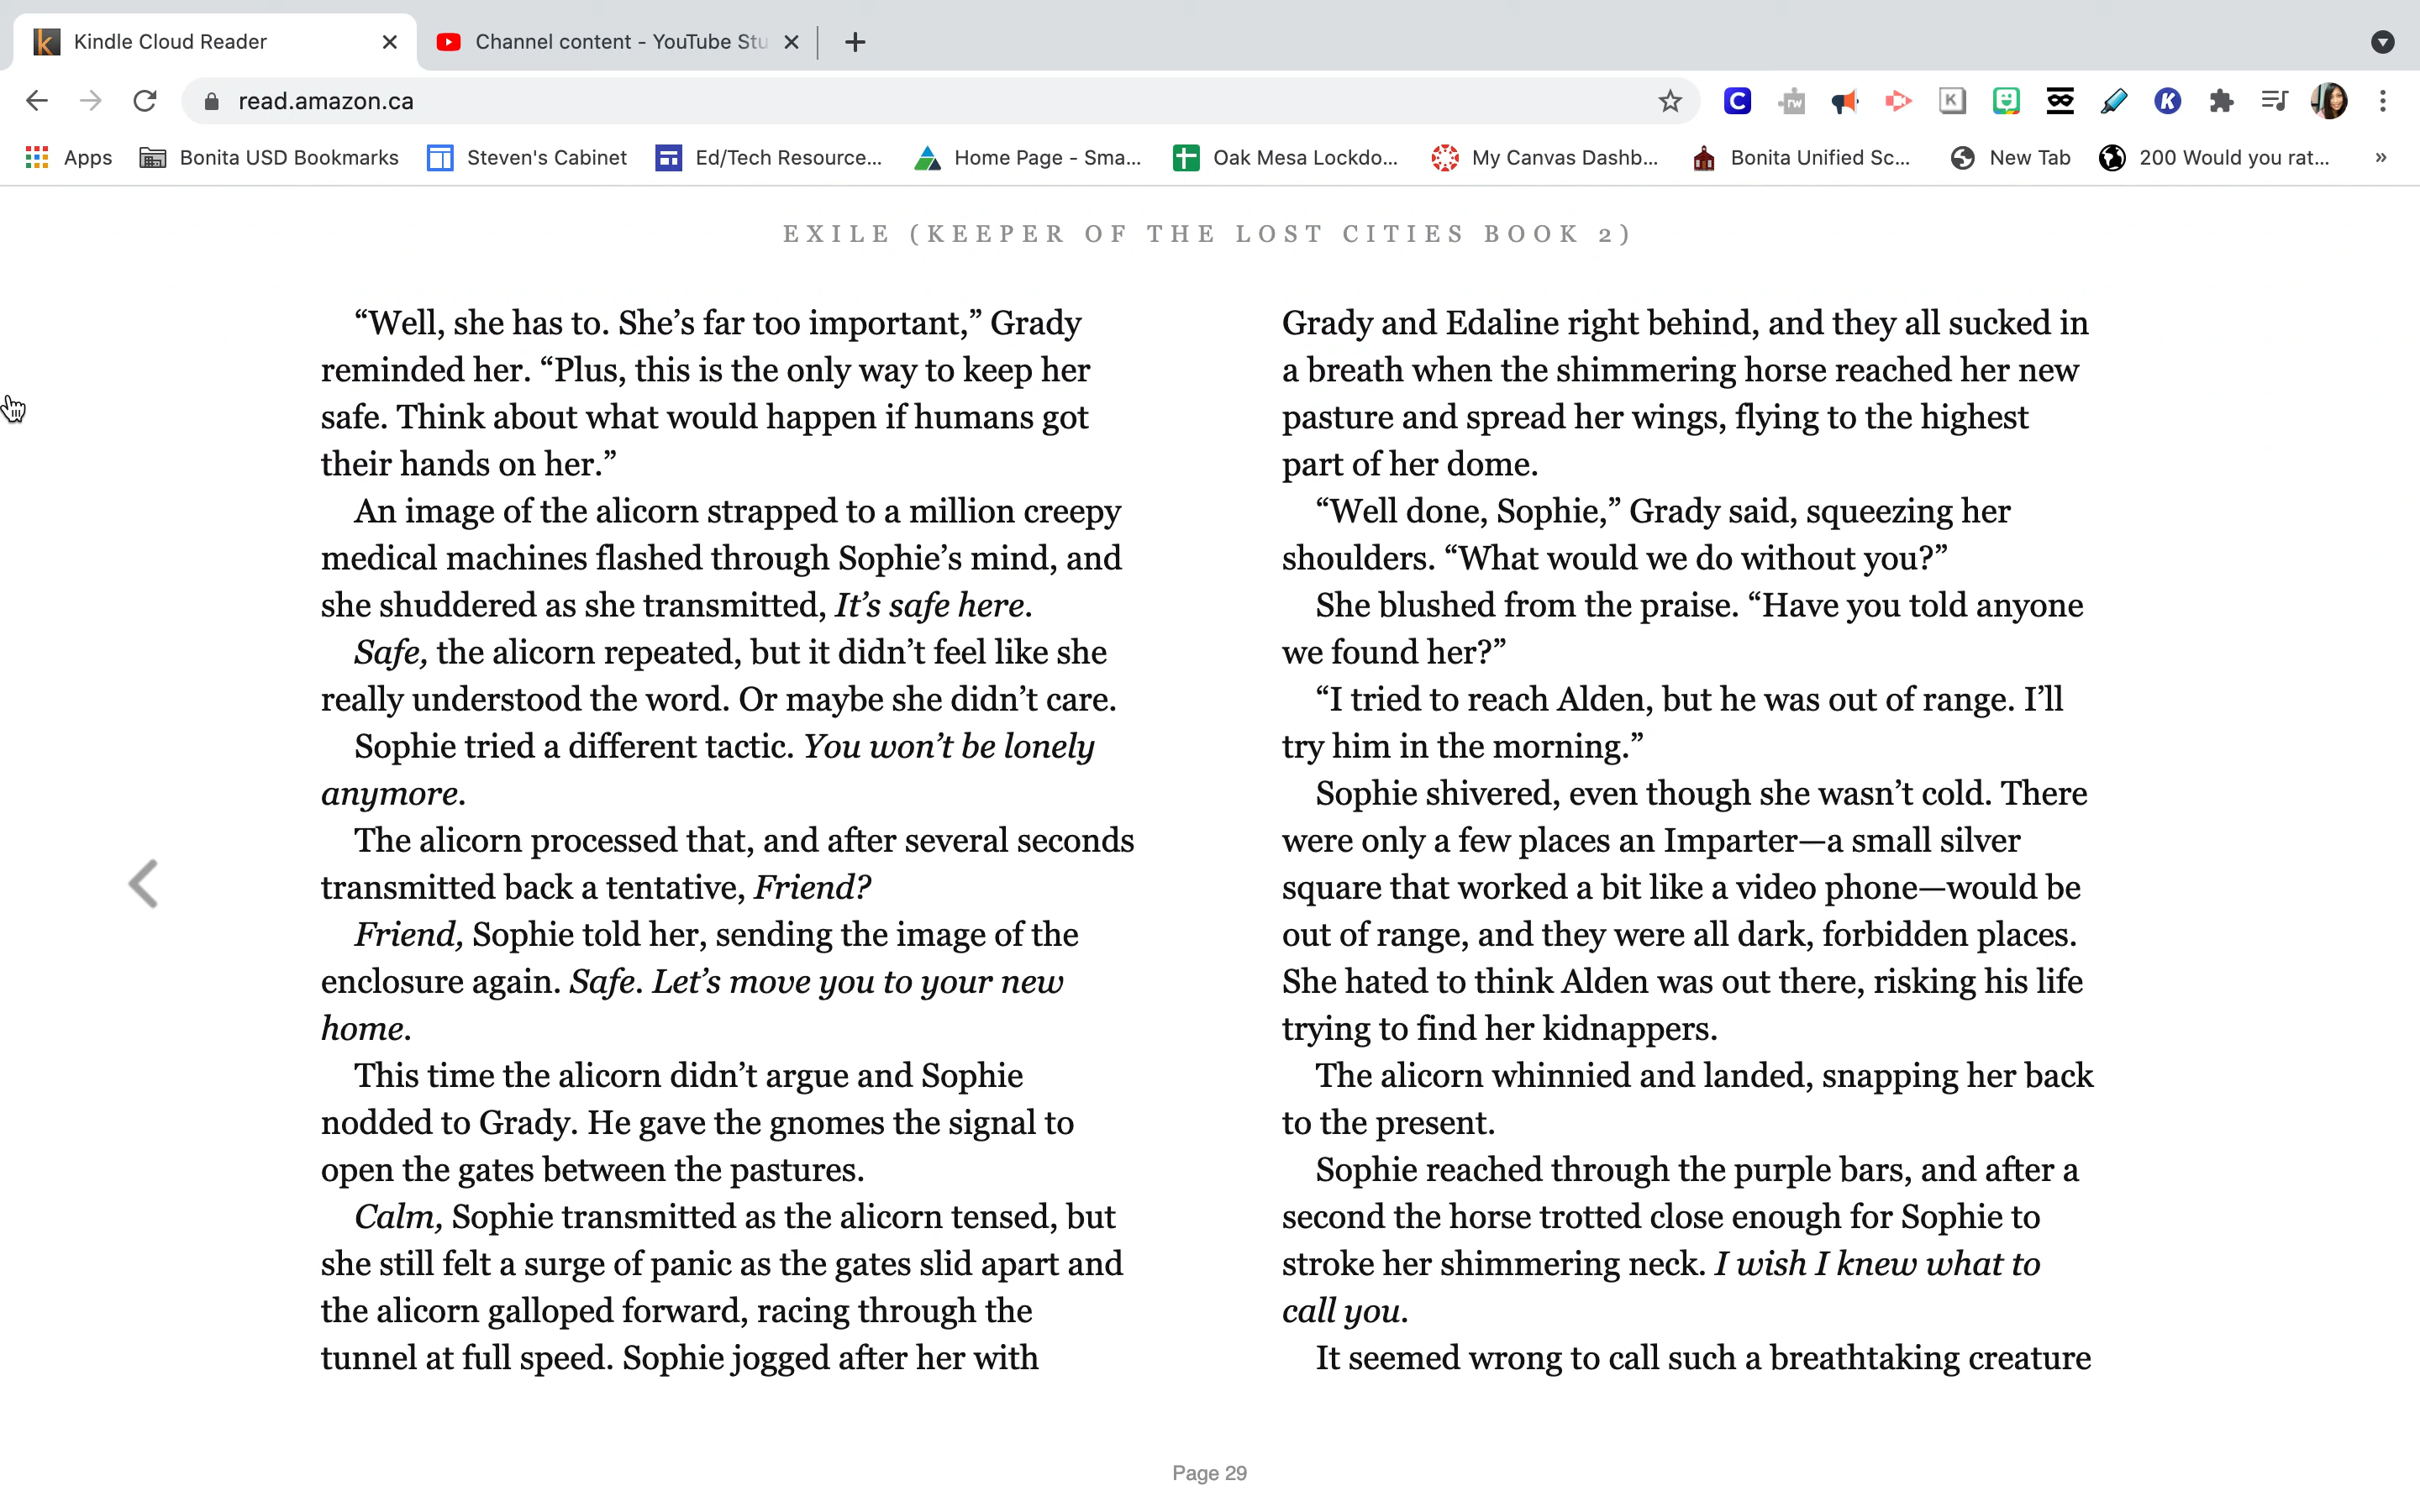 Kindle Cloud Reader
Channel content - YouTube Stu
read.amazon.ca
Apps
Bonita USD Bookmarks
Steven's Cabinet
Ed/Tech Resource...
Home Page - Sma...
Oak Mesa Lockdo...
My Canvas Dashb...
Bonita Unified Sc...
New Tab
200 Would you rat...
»
EXILE (KEEPER OF THE LOST CITIES BOOK 2)
“Well, she has to. She’s far too important,” Grady
reminded her. “Plus, this is the only way to keep her
safe. Think about what would happen if humans got
their hands on her.”
An image of the alicorn strapped to a million creepy
medical machines flashed through Sophie’s mind, and
she shuddered as she transmitted, It’s safe here.
Safe, the alicorn repeated, but it didn’t feel like she
really understood the word. Or maybe she didn’t care.
Sophie tried a different tactic. You won’t be lonely
anymore.
The alicorn processed that, and after several seconds
transmitted back a tentative, Friend?
Friend, Sophie told her, sending the image of the
enclosure again. Safe. Let’s move you to your new
home.
This time the alicorn didn’t argue and Sophie
nodded to Grady. He gave the gnomes the signal to
open the gates between the pastures.
Calm, Sophie transmitted as the alicorn tensed, but
she still felt a surge of panic as the gates slid apart and
the alicorn galloped forward, racing through the
tunnel at full speed. Sophie jogged after her with
Grady and Edaline right behind, and they all sucked in
a breath when the shimmering horse reached her new
pasture and spread her wings, flying to the highest
part of her dome.
“Well done, Sophie,” Grady said, squeezing her
shoulders. “What would we do without you?”
She blushed from the praise. “Have you told anyone
we found her?”
“I tried to reach Alden, but he was out of range. I’ll
try him in the morning.”
Sophie shivered, even though she wasn’t cold. There
were only a few places an Imparter—a small silver
square that worked a bit like a video phone—would be
out of range, and they were all dark, forbidden places.
She hated to think Alden was out there, risking his life
trying to find her kidnappers.
The alicorn whinnied and landed, snapping her back
to the present.
Sophie reached through the purple bars, and after a
second the horse trotted close enough for Sophie to
stroke her shimmering neck. I wish I knew what to
call you.
It seemed wrong to call such a breathtaking creature
Page 29